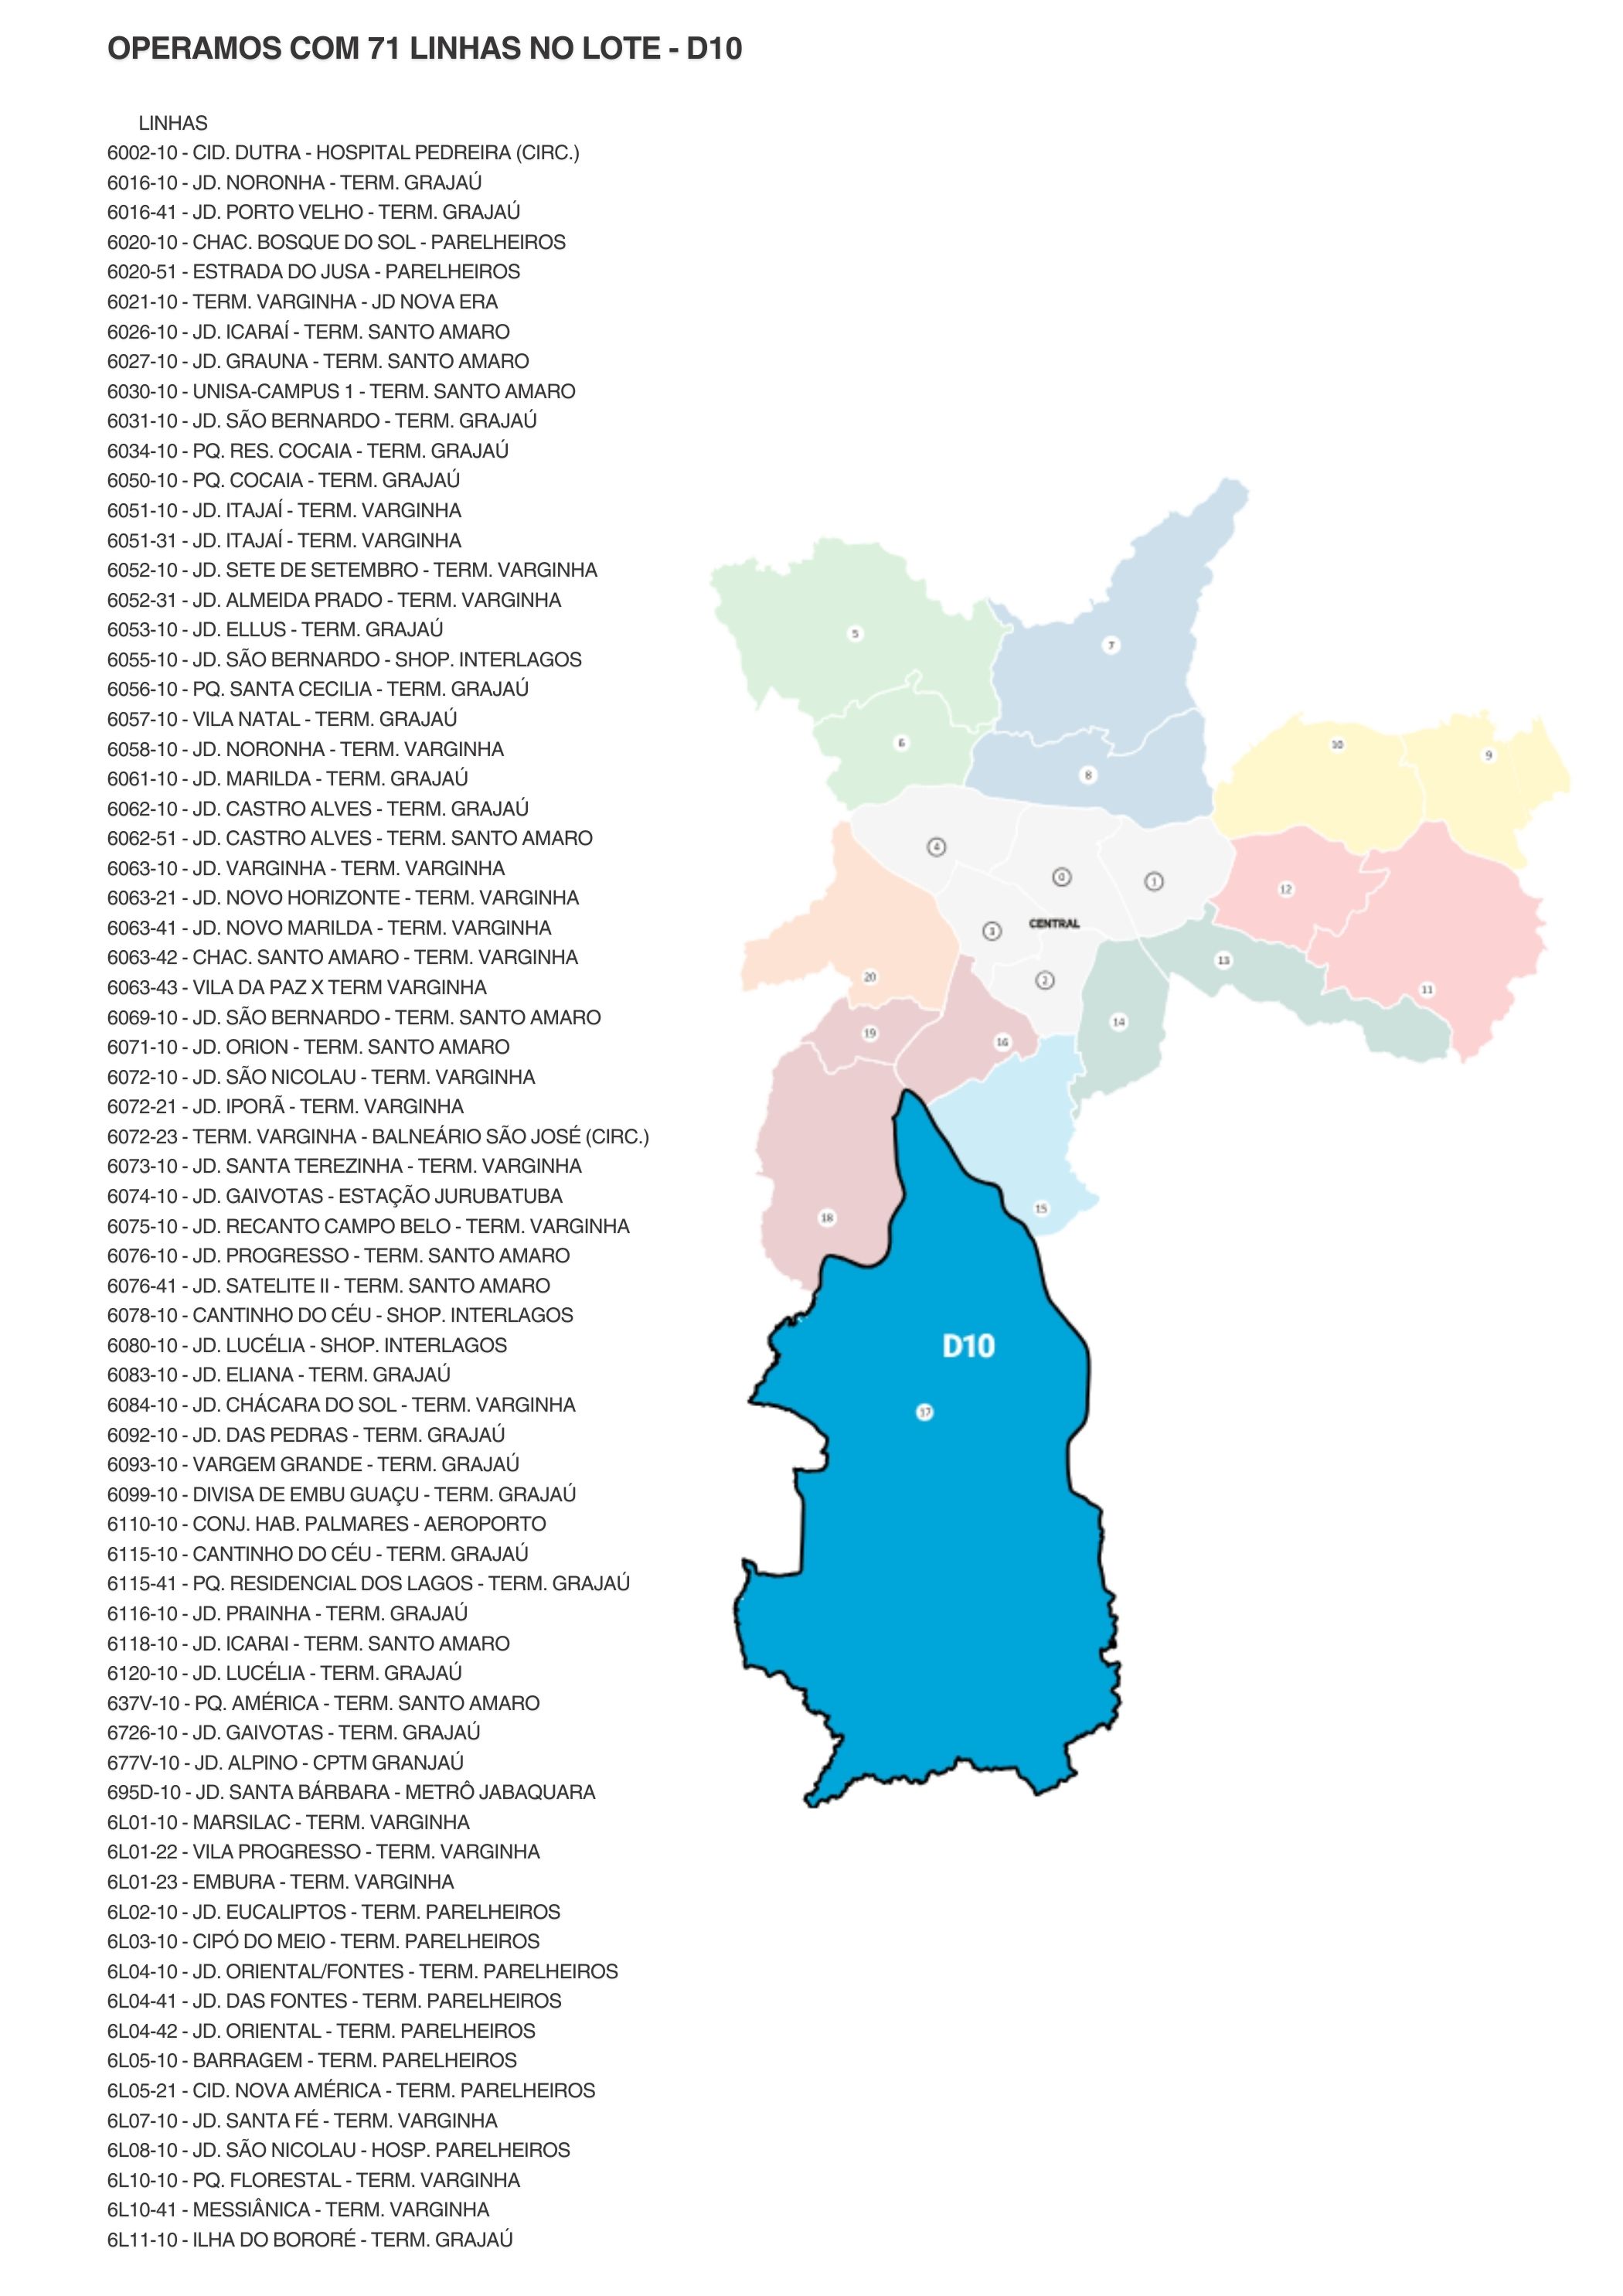 OPERAMOS COM 71 LINHAS NO LOTE - D10
LINHAS
6002-10 - CID. DUTRA - HOSPITAL PEDREIRA (CIRC.)
6016-10 - JD. NORONHA - TERM. GRAJAÚ
6016-41 - JD. PORTO VELHO - TERM. GRAJAÚ
6020-10 - CHAC. BOSQUE DO SOL - PARELHEIROS
6020-51 - ESTRADA DO JUSA - PARELHEIROS
6021-10 - TERM. VARGINHA - JD NOVA ERA
6026-10 - JD. ICARAÍ - TERM. SANTO AMARO
6027-10 - JD. GRAUNA - TERM. SANTO AMARO
6030-10 - UNISA-CAMPUS 1 - TERM. SANTO AMARO
6031-10 - JD. SÃO BERNARDO - TERM. GRAJAÚ
6034-10 - PQ. RES. COCAIA - TERM. GRAJAÚ
6050-10 - PQ. COCAIA - TERM. GRAJAÚ
6051-10 - JD. ITAJAÍ - TERM. VARGINHA
6051-31 - JD. ITAJAÍ - TERM. VARGINHA
6052-10 - JD. SETE DE SETEMBRO - TERM. VARGINHA
6052-31 - JD. ALMEIDA PRADO - TERM. VARGINHA
6053-10 - JD. ELLUS - TERM. GRAJAÚ
6055-10 - JD. SÃO BERNARDO - SHOP. INTERLAGOS
6056-10 - PQ. SANTA CECILIA - TERM. GRAJAÚ
6057-10 - VILA NATAL - TERM. GRAJAÚ
6058-10 - JD. NORONHA - TERM. VARGINHA
6061-10 - JD. MARILDA - TERM. GRAJAÚ
6062-10 - JD. CASTRO ALVES - TERM. GRAJAÚ
6062-51 - JD. CASTRO ALVES - TERM. SANTO AMARO
6063-10 - JD. VARGINHA - TERM. VARGINHA
6063-21 - JD. NOVO HORIZONTE - TERM. VARGINHA
6063-41 - JD. NOVO MARILDA - TERM. VARGINHA
6063-42 - CHAC. SANTO AMARO - TERM. VARGINHA
6063-43 - VILA DA PAZ X TERM VARGINHA
6069-10 - JD. SÃO BERNARDO - TERM. SANTO AMARO
6071-10 - JD. ORION - TERM. SANTO AMARO
6072-10 - JD. SÃO NICOLAU - TERM. VARGINHA
6072-21 - JD. IPORÃ - TERM. VARGINHA
6072-23 - TERM. VARGINHA - BALNEÁRIO SÃO JOSÉ (CIRC.)
6073-10 - JD. SANTA TEREZINHA - TERM. VARGINHA
6074-10 - JD. GAIVOTAS - ESTAÇÃO JURUBATUBA
6075-10 - JD. RECANTO CAMPO BELO - TERM. VARGINHA
6076-10 - JD. PROGRESSO - TERM. SANTO AMARO
6076-41 - JD. SATELITE II - TERM. SANTO AMARO
6078-10 - CANTINHO DO CÉU - SHOP. INTERLAGOS
6080-10 - JD. LUCÉLIA - SHOP. INTERLAGOS
6083-10 - JD. ELIANA - TERM. GRAJAÚ
6084-10 - JD. CHÁCARA DO SOL - TERM. VARGINHA
6092-10 - JD. DAS PEDRAS - TERM. GRAJAÚ
6093-10 - VARGEM GRANDE - TERM. GRAJAÚ
6099-10 - DIVISA DE EMBU GUAÇU - TERM. GRAJAÚ
6110-10 - CONJ. HAB. PALMARES - AEROPORTO
6115-10 - CANTINHO DO CÉU - TERM. GRAJAÚ
6115-41 - PQ. RESIDENCIAL DOS LAGOS - TERM. GRAJAÚ
6116-10 - JD. PRAINHA - TERM. GRAJAÚ
6118-10 - JD. ICARAI - TERM. SANTO AMARO
6120-10 - JD. LUCÉLIA - TERM. GRAJAÚ
637V-10 - PQ. AMÉRICA - TERM. SANTO AMARO
6726-10 - JD. GAIVOTAS - TERM. GRAJAÚ
677V-10 - JD. ALPINO - CPTM GRANJAÚ
695D-10 - JD. SANTA BÁRBARA - METRÔ JABAQUARA
6L01-10 - MARSILAC - TERM. VARGINHA
6L01-22 - VILA PROGRESSO - TERM. VARGINHA
6L01-23 - EMBURA - TERM. VARGINHA
6L02-10 - JD. EUCALIPTOS - TERM. PARELHEIROS
6L03-10 - CIPÓ DO MEIO - TERM. PARELHEIROS
6L04-10 - JD. ORIENTAL/FONTES - TERM. PARELHEIROS
6L04-41 - JD. DAS FONTES - TERM. PARELHEIROS
6L04-42 - JD. ORIENTAL - TERM. PARELHEIROS
6L05-10 - BARRAGEM - TERM. PARELHEIROS
6L05-21 - CID. NOVA AMÉRICA - TERM. PARELHEIROS
6L07-10 - JD. SANTA FÉ - TERM. VARGINHA
6L08-10 - JD. SÃO NICOLAU - HOSP. PARELHEIROS
6L10-10 - PQ. FLORESTAL - TERM. VARGINHA
6L10-41 - MESSIÂNICA - TERM. VARGINHA
6L11-10 - ILHA DO BORORÉ - TERM. GRAJAÚ
5
7
6
8
10
9
4
0
1
12
3
CENTRAL
2
13
11
20
19
16
14
18
15
D10
17